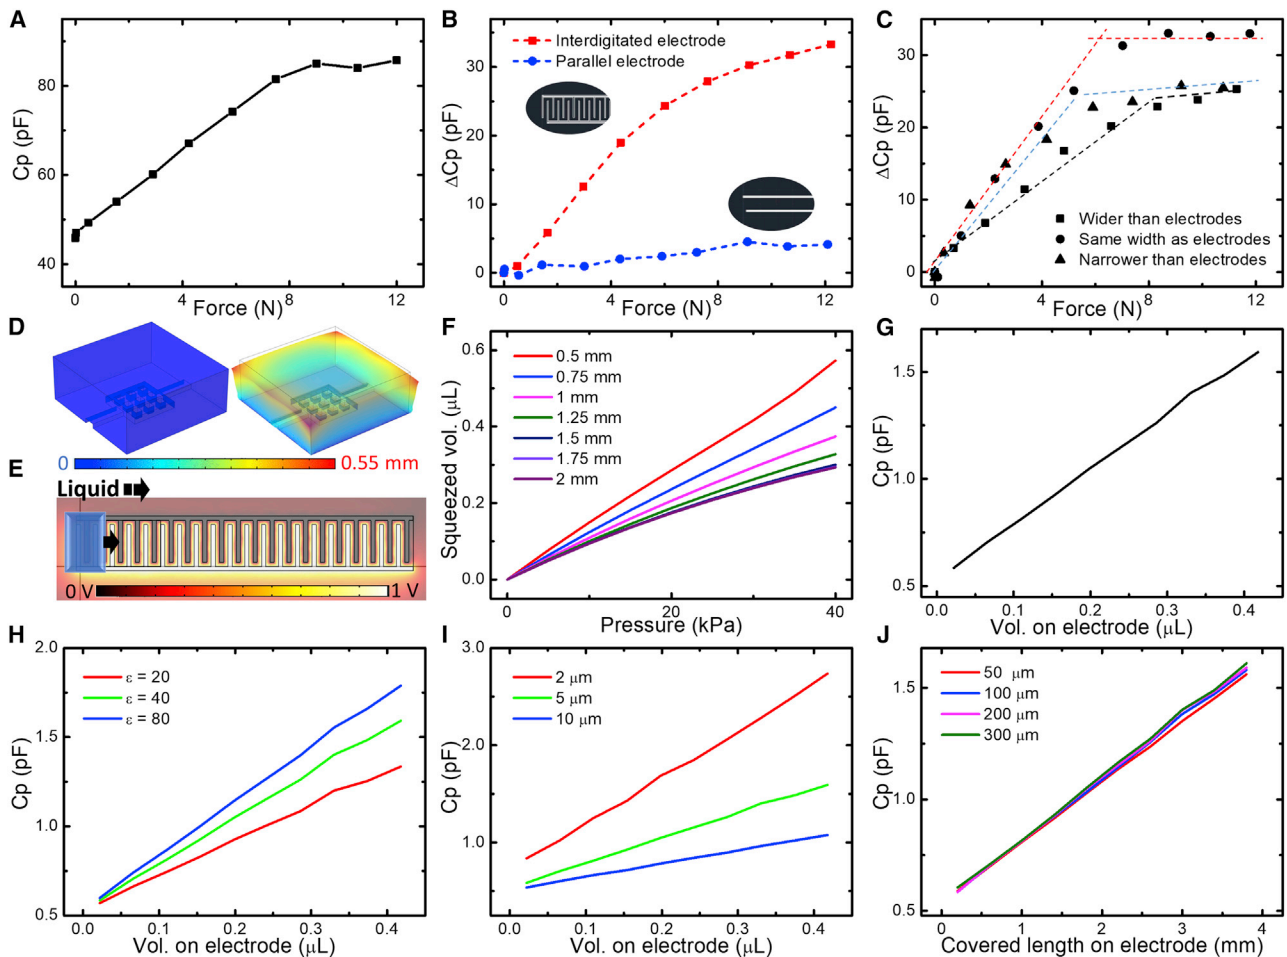 A
80
60
40
Cp (pF)
0
4
8
12
Force (N)
B
Interdigitated electrode
Parallel electrode
40
30
20
10
0
ΔCp (pF)
0
4
8
12
Force (N)
C
30
20
10
0
ΔCp (pF)
Wider than electrodes
Same width as electrodes
Narrower than electrodes
0
4
8
12
Force (N)
D
0
0.55 mm
E
Liquid
0 V
1 V
F
0.5 mm
0.75 mm
1 mm
1.25 mm
1.5 mm
1.75 mm
2 mm
0.6
0.4
0.2
0.0
Squeezed vol. (μL)
0
20
40
Pressure (kPa)
G
1.5
1.0
0.5
Cp (pF)
0.0
0.1
0.2
0.3
0.4
Vol. on electrode (μL)
H
ε = 20
ε = 40
ε = 80
2.0
1.5
1.0
0.5
Cp (pF)
0.0
0.1
0.2
0.3
0.4
Vol. on electrode (μL)
I
2 μm
5 μm
10 μm
3.0
2.0
1.0
Cp (pF)
0.0
0.1
0.2
0.3
0.4
Vol. on electrode (μL)
J
50 μm
100 μm
200 μm
300 μm
1.5
1.0
0.5
Cp (pF)
0
1
2
3
4
Covered length on electrode (mm)